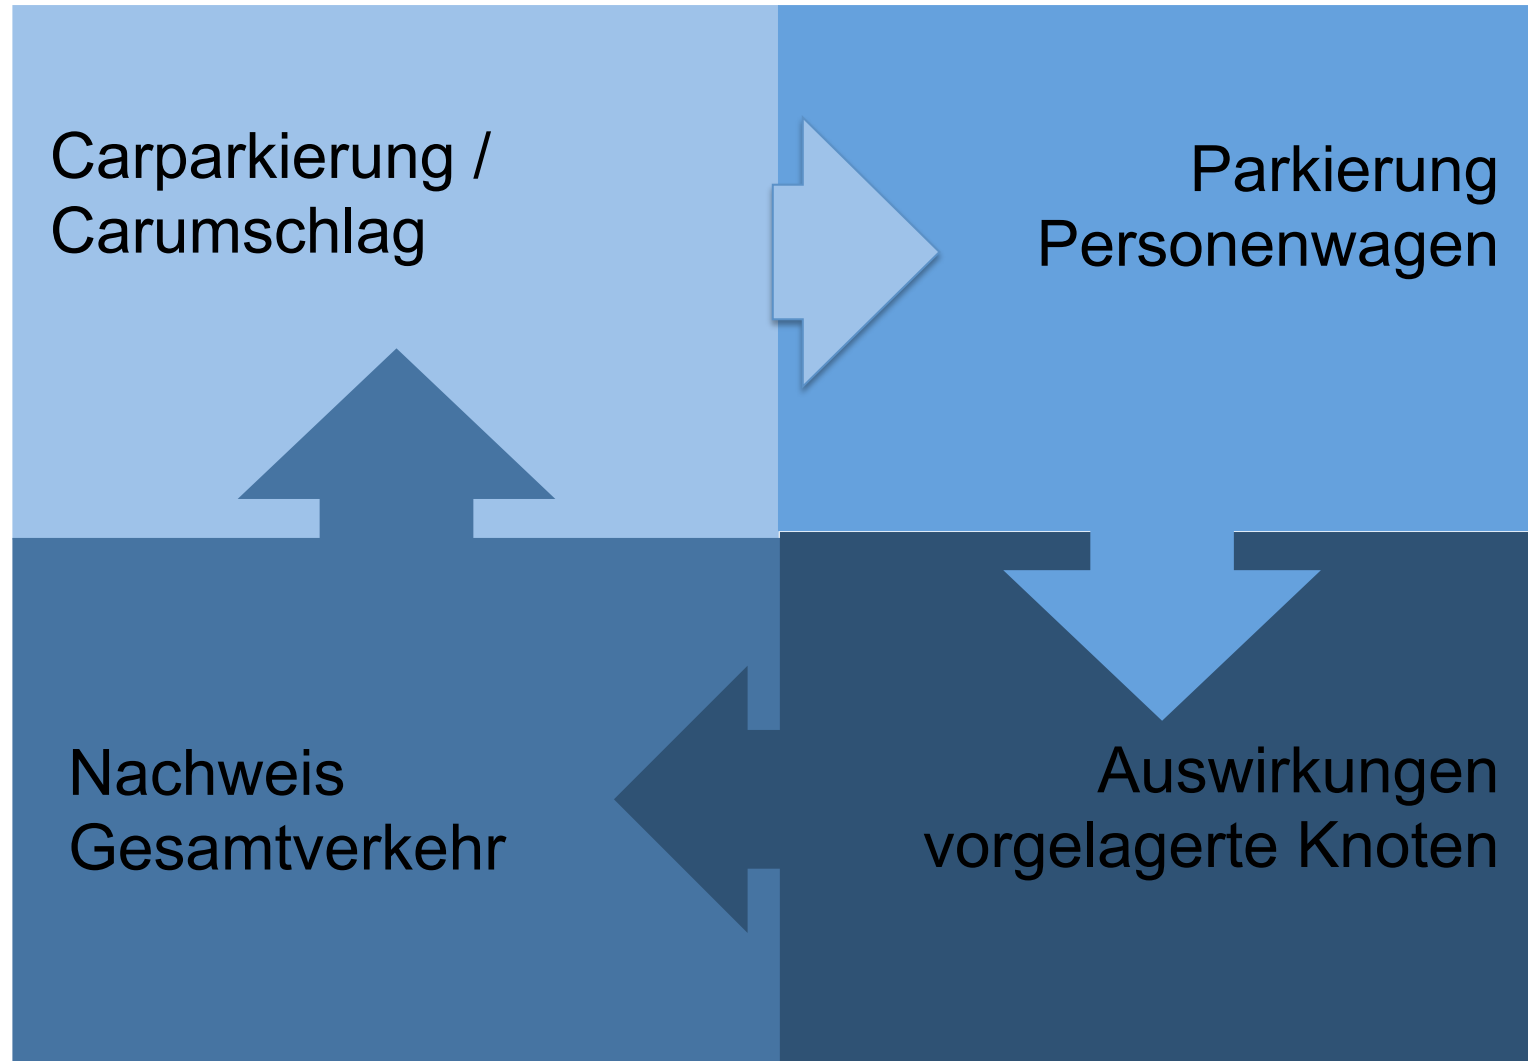 Carparkierung /
Carumschlag
Parkierung
Personenwagen
Nachweis
Gesamtverkehr
Auswirkungen
vorgelagerte Knoten